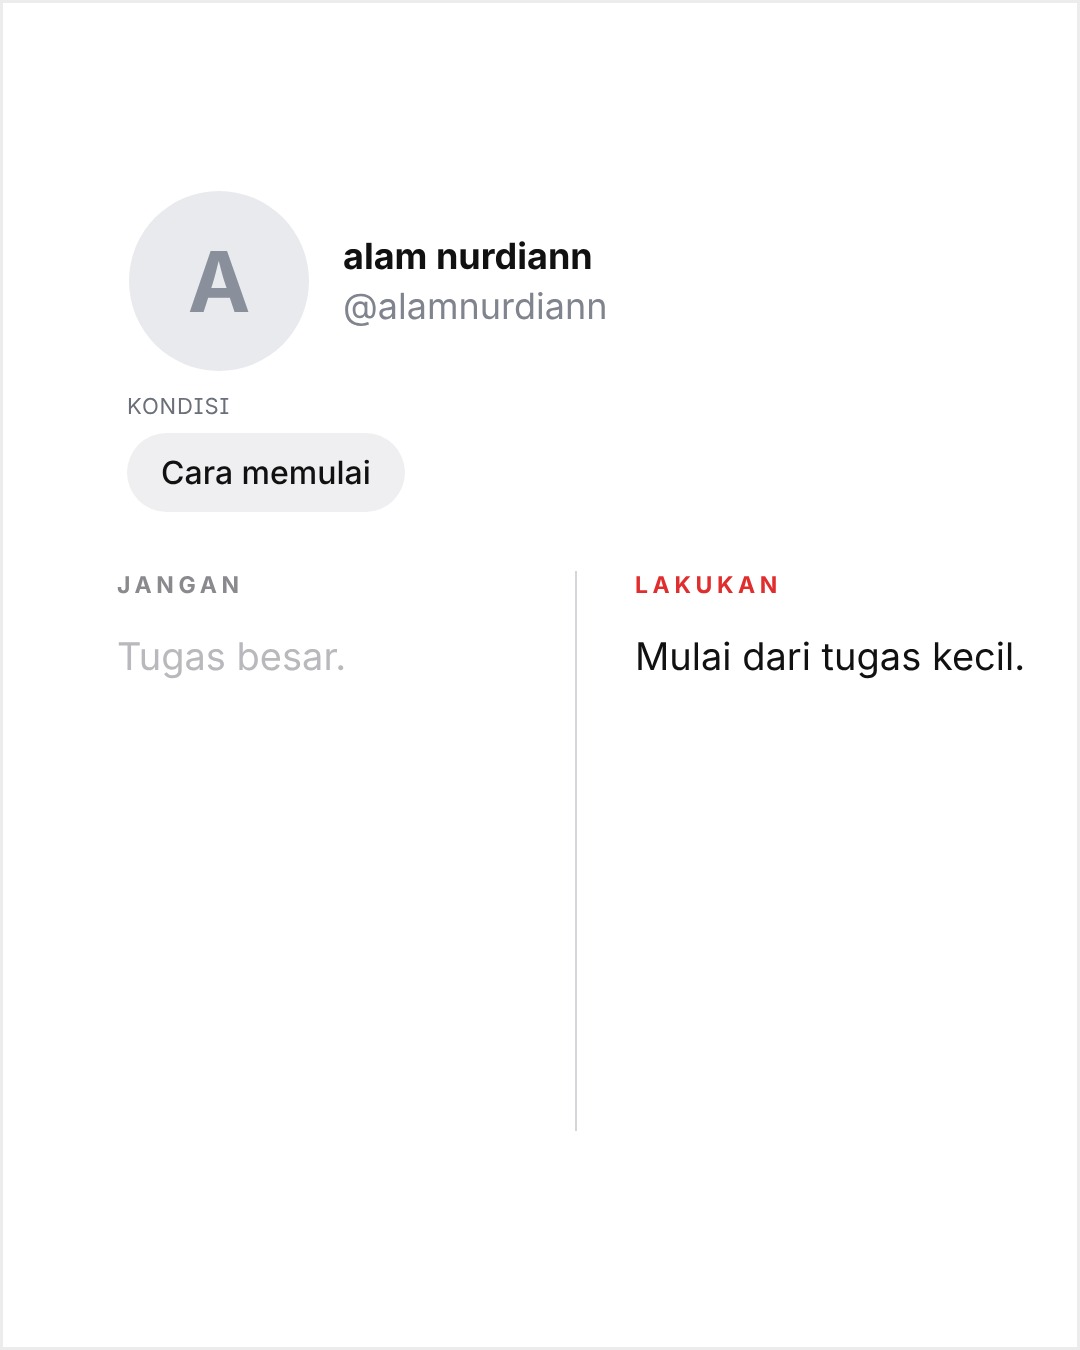 A
alam nurdiann
@alamnurdiann
KONDISI
Cara memulai
JANGAN
Tugas besar.
LAKUKAN
Mulai dari tugas kecil.